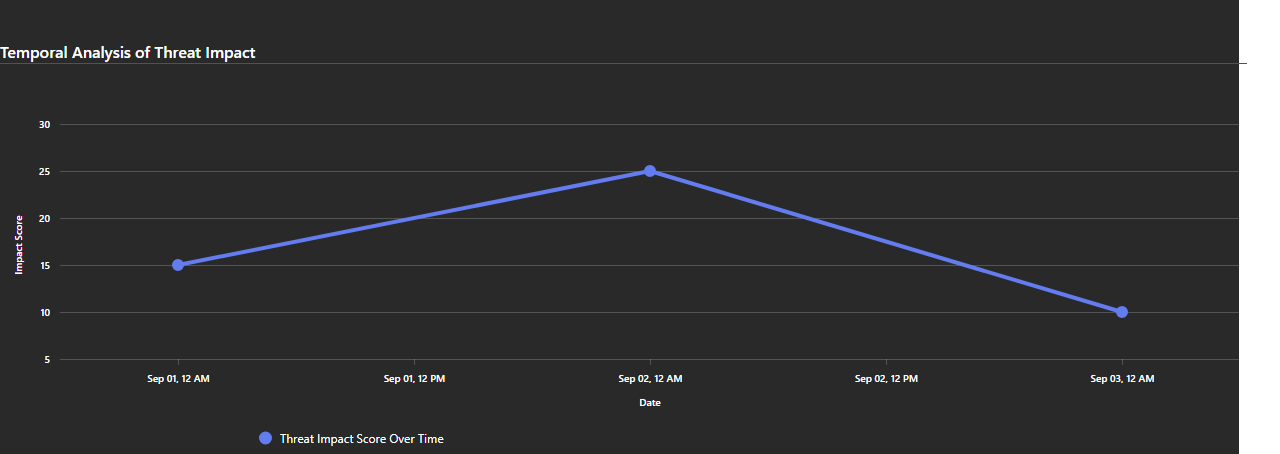 Temporal Analysis of Threat Impact
30
25
20
15
10
5
Impact Score
Sep 01, 12 AM Sep 01, 12 PM Sep 02, 12 AM Sep 02, 12 PM Sep 03, 12 AM
Date
Threat Impact Score Over Time